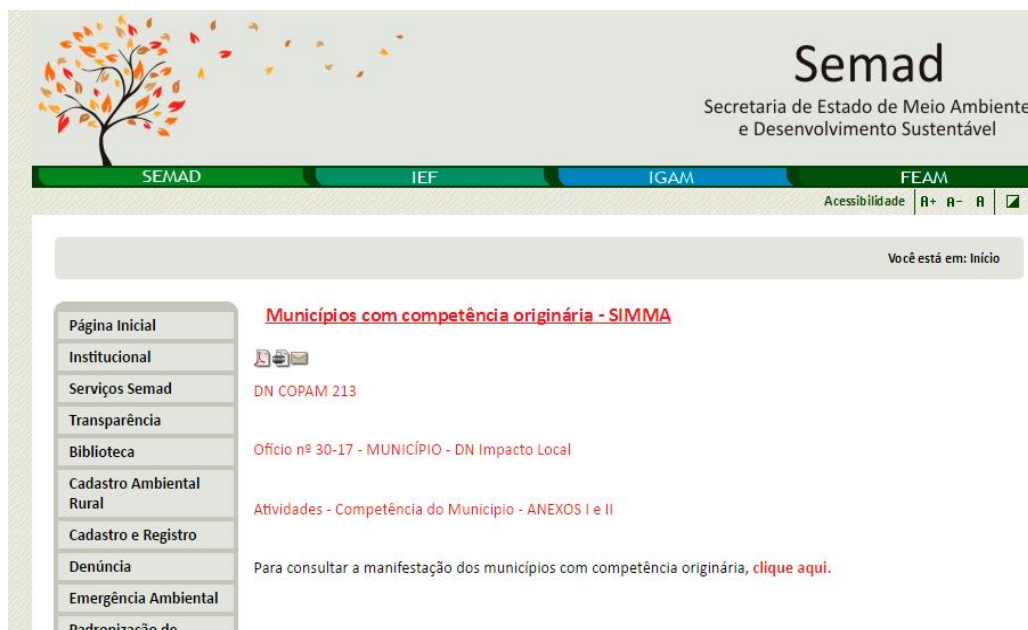 Semad
Secretaria de Estado de Meio Ambiente
e Desenvolvimento Sustentável
SEMAD IEF IGAM FEAM
Acessibilidade A+ A- A
Você está em: Início
Municípios com competência originária - SIMMA
Página Inicial
Institucional
Serviços Semad
Transparência
Biblioteca
Cadastro Ambiental
Rural
Cadastro e Registro
Denúncia
Emergência Ambiental
Padronização de
DN COPAM 213
Ofício nº 30-17 - MUNICÍPIO - DN Impacto Local
Atividades - Competência do Municipio - ANEXOS I e II
Para consultar a manifestação dos municípios com competência originária, clique aqui.